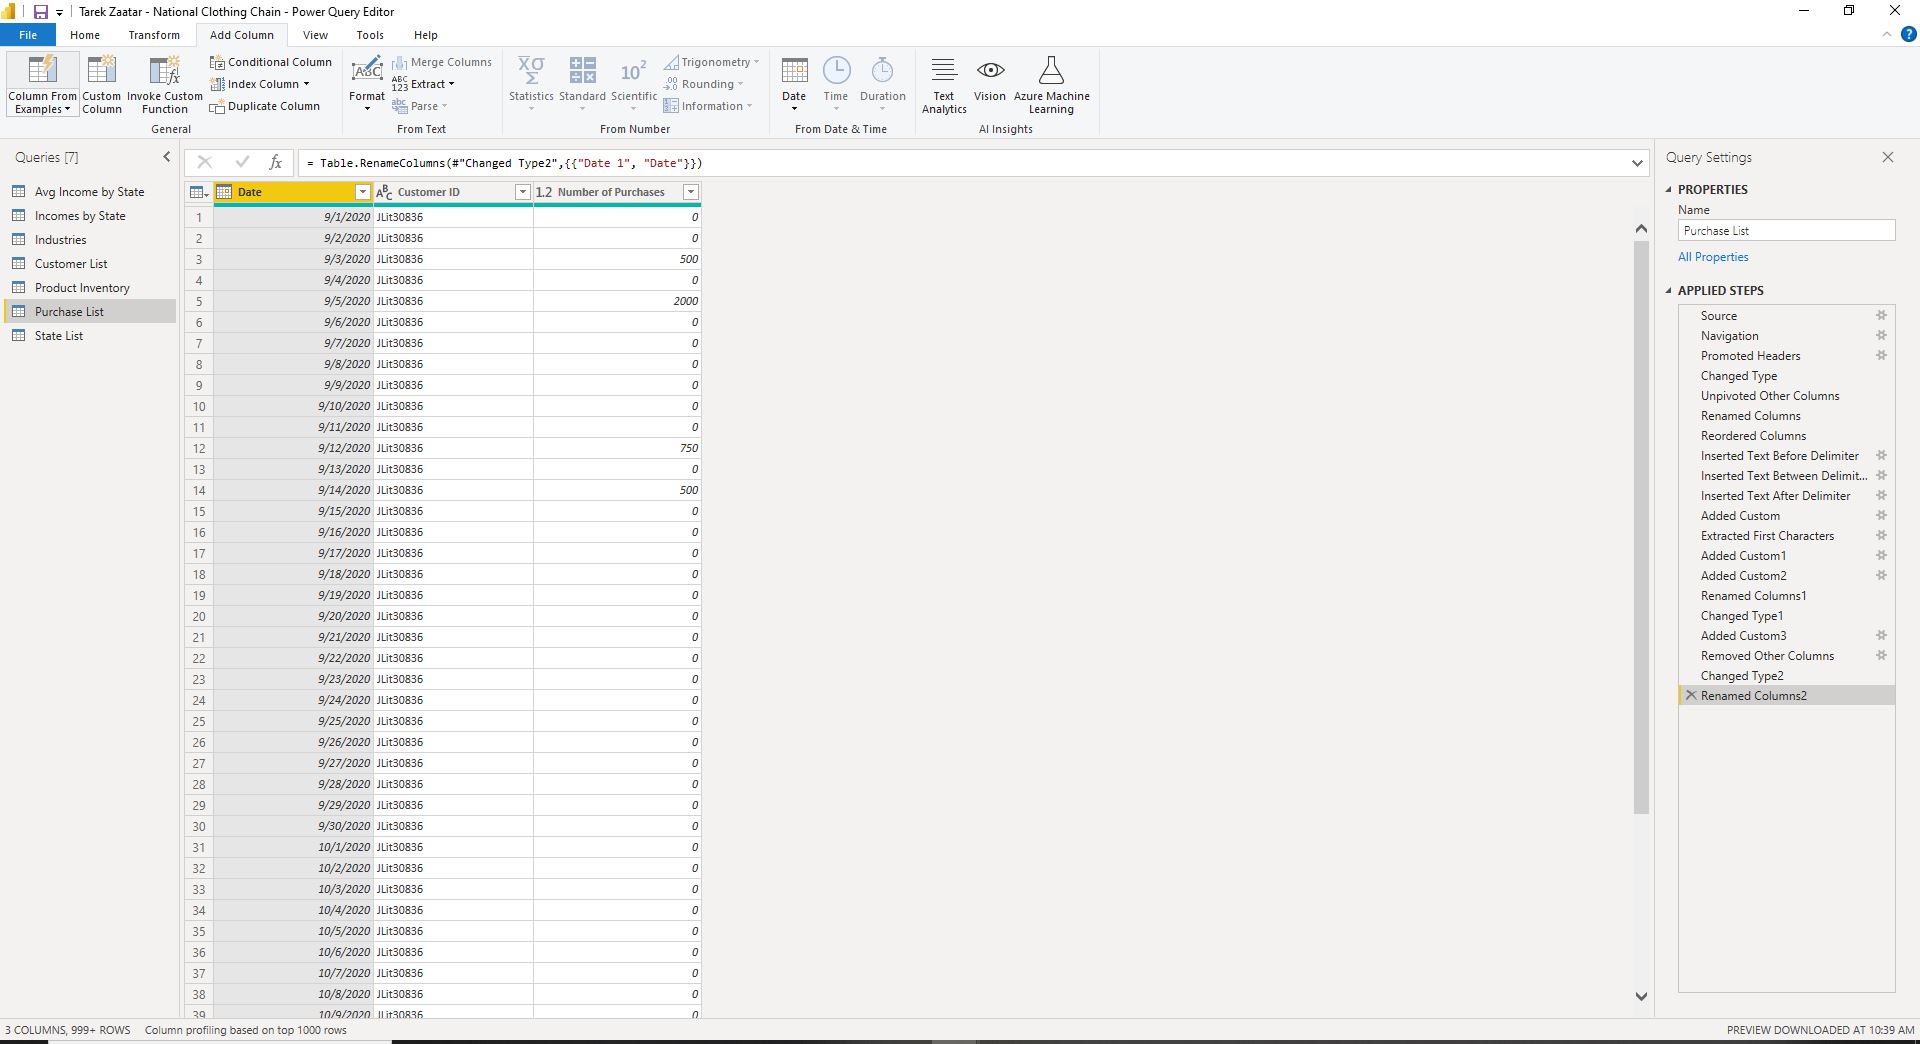 Tarek Zaatar - National Clothing Chain - Power Query Editor
File Home Transform Add Column View Tools Help
Column From Examples
Custom Column
Invoke Custom Function
Conditional Column
Index Column
Duplicate Column
General
ABC
Format
Merge Columns
ABC 123 Extract
abc Parse
From Text
XΣσ Statistics
Standard
10² Scientific
Trigonometry
.00 Rounding
Information
From Number
Date
Time
Duration
From Date & Time
Text Analytics
Vision
Azure Machine Learning
AI Insights
Queries [7]
Avg Income by State
Incomes by State
Industries
Customer List
Product Inventory
Purchase List
State List
fx = Table.RenameColumns(#"Changed Type2",{{"Date 1", "Date"}})
Date ABC Customer ID 1.2 Number of Purchases
1 9/1/2020 JLit30836 0
2 9/2/2020 JLit30836 0
3 9/3/2020 JLit30836 500
4 9/4/2020 JLit30836 0
5 9/5/2020 JLit30836 2000
6 9/6/2020 JLit30836 0
7 9/7/2020 JLit30836 0
8 9/8/2020 JLit30836 0
9 9/9/2020 JLit30836 0
10 9/10/2020 JLit30836 0
11 9/11/2020 JLit30836 0
12 9/12/2020 JLit30836 750
13 9/13/2020 JLit30836 0
14 9/14/2020 JLit30836 500
15 9/15/2020 JLit30836 0
16 9/16/2020 JLit30836 0
17 9/17/2020 JLit30836 0
18 9/18/2020 JLit30836 0
19 9/19/2020 JLit30836 0
20 9/20/2020 JLit30836 0
21 9/21/2020 JLit30836 0
22 9/22/2020 JLit30836 0
23 9/23/2020 JLit30836 0
24 9/24/2020 JLit30836 0
25 9/25/2020 JLit30836 0
26 9/26/2020 JLit30836 0
27 9/27/2020 JLit30836 0
28 9/28/2020 JLit30836 0
29 9/29/2020 JLit30836 0
30 9/30/2020 JLit30836 0
31 10/1/2020 JLit30836 0
32 10/2/2020 JLit30836 0
33 10/3/2020 JLit30836 0
34 10/4/2020 JLit30836 0
35 10/5/2020 JLit30836 0
36 10/6/2020 JLit30836 0
37 10/7/2020 JLit30836 0
38 10/8/2020 JLit30836 0
39 10/9/2020 JLit30836 0
Query Settings
PROPERTIES
Name
Purchase List
All Properties
APPLIED STEPS
Source
Navigation
Promoted Headers
Changed Type
Unpivoted Other Columns
Renamed Columns
Reordered Columns
Inserted Text Before Delimiter
Inserted Text Between Delimit...
Inserted Text After Delimiter
Added Custom
Extracted First Characters
Added Custom1
Added Custom2
Renamed Columns1
Changed Type1
Added Custom3
Removed Other Columns
Changed Type2
Renamed Columns2
3 COLUMNS, 999+ ROWS Column profiling based on top 1000 rows
PREVIEW DOWNLOADED AT 10:39 AM